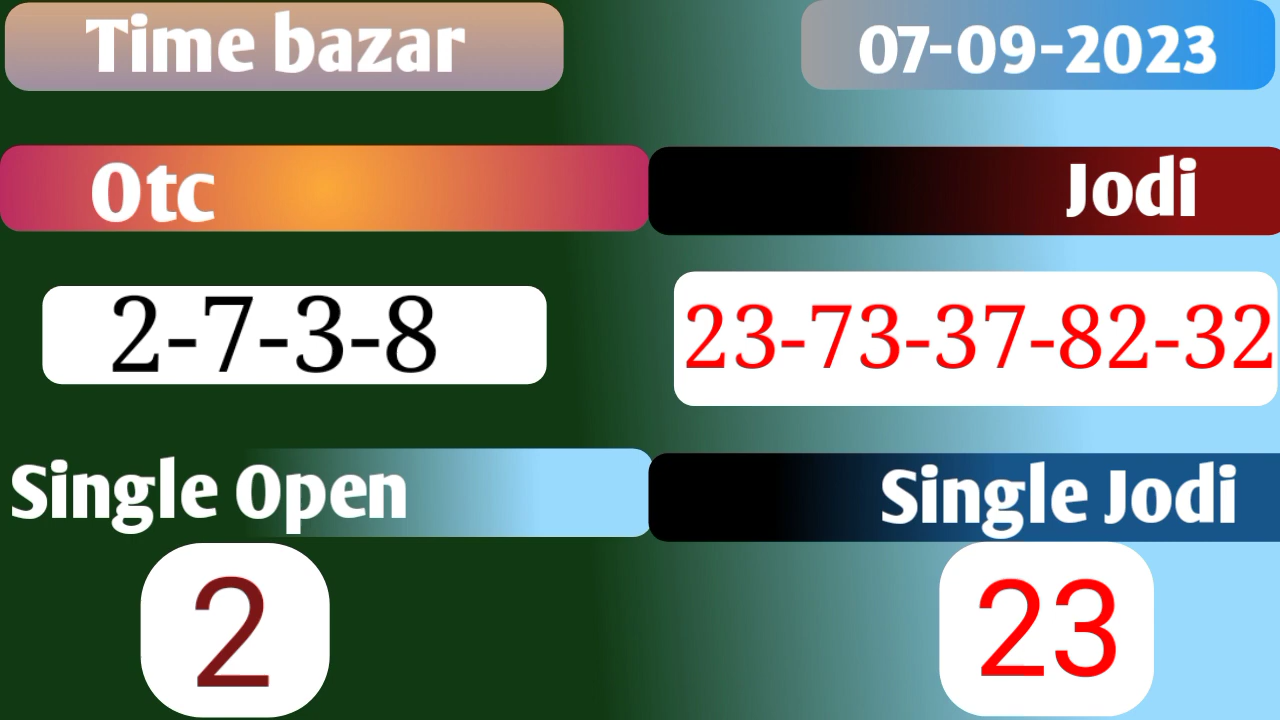 Time bazar
07-09-2023
Otc
Jodi
2-7-3-8
23-73-37-82-32
Single Open
Single Jodi
2
23